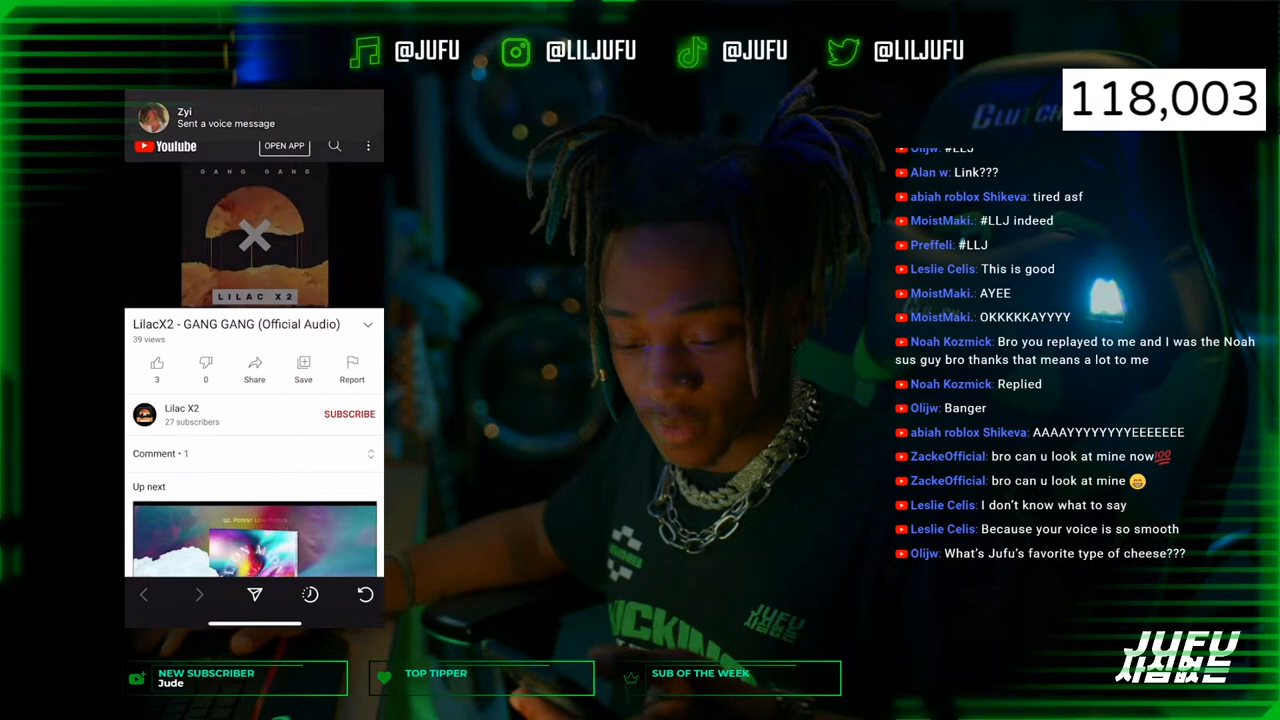 @JUFU
@LILJUFU
@JUFU
@LILJUFU
118,003
Zyi
Sent a voice message
YouTube
OPEN APP
GANG GANG
LILAC X2
LilacX2 - GANG GANG (Official Audio)
39 views
3
0
Share
Save
Report
Lilac X2
27 subscribers
SUBSCRIBE
Comment • 1
Up next
Olijw: #LLJ
Alan w: Link???
abiah roblox Shikeva: tired asf
MoistMaki.: #LLJ indeed
Preffeli: #LLJ
Leslie Celis: This is good
MoistMaki.: AYEE
MoistMaki.: OKKKKKAYYYY
Noah Kozmick: Bro you replayed to me and I was the Noah
sus guy bro thanks that means a lot to me
Noah Kozmick: Replied
Olijw: Banger
abiah roblox Shikeva: AAAAYYYYYYYYEEEEEEE
ZackeOfficial: bro can u look at mine now💯
ZackeOfficial: bro can u look at mine 😄
Leslie Celis: I don't know what to say
Leslie Celis: Because your voice is so smooth
Olijw: What's Jufu's favorite type of cheese???
JUFU
NEW SUBSCRIBER
Jude
TOP TIPPER
SUB OF THE WEEK
JUFU
사심없는